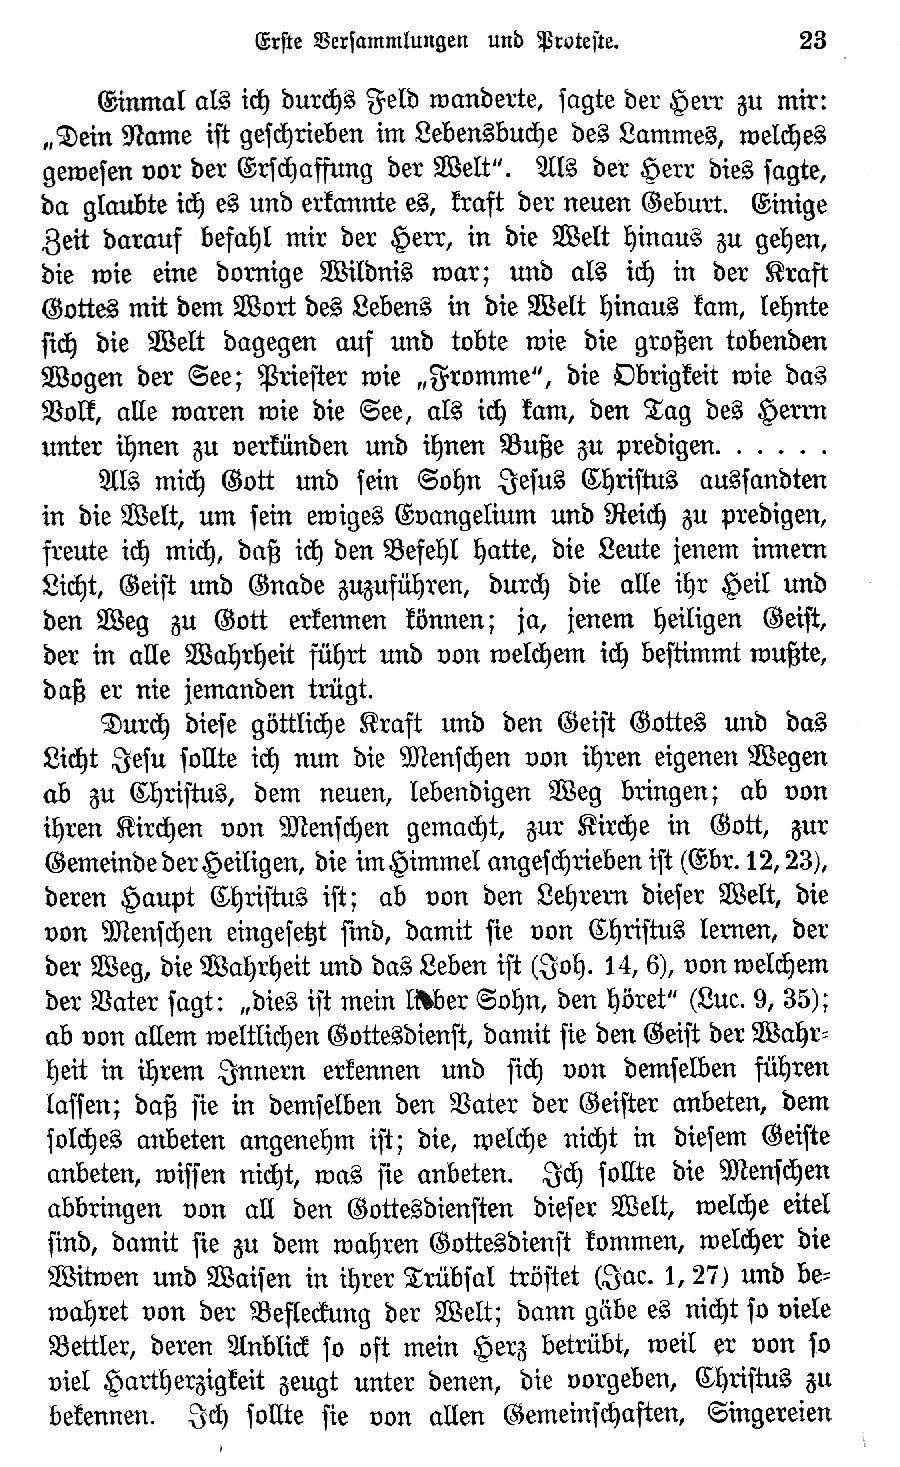 Erste Versammlungen und Proteste. 23
Einmal als ich durchs Feld wanderte, sagte der Herr zu mir:
„Dein Name ist geschrieben im Lebensbuche des Lammes, welches
gewesen vor der Erschaffung der Welt“. Als der Herr dies sagte,
da glaubte ich es und erkannte es, kraft der neuen Geburt. Einige
Zeit darauf befahl mir der Herr, in die Welt hinaus zu gehen,
die wie eine dornige Wildnis war; und als ich in der Kraft
Gottes mit dem Wort des Lebens in die Welt hinaus kam, lehnte
sich die Welt dagegen auf und tobte wie die großen tobenden
Wogen der See; Priester wie „Fromme“, die Obrigkeit wie das
Volk, alle waren wie die See, als ich kam, den Tag des Herrn
unter ihnen zu verkünden und ihnen Buße zu predigen. . . . . .
Als mich Gott und sein Sohn Jesus Christus aussandten
in die Welt, um sein ewiges Evangelium und Reich zu predigen,
freute ich mich, daß ich den Befehl hatte, die Leute jenem innern
Licht, Geist und Gnade zuzuführen, durch die alle ihr Heil und
den Weg zu Gott erkennen können; ja, jenem heiligen Geist,
der in alle Wahrheit führt und von welchem ich bestimmt wußte,
daß er nie jemanden trügt.
Durch diese göttliche Kraft und den Geist Gottes und das
Licht Jesu sollte ich nun die Menschen von ihren eigenen Wegen
ab zu Christus, dem neuen, lebendigen Weg bringen; ab von
ihren Kirchen von Menschen gemacht, zur Kirche in Gott, zur
Gemeinde der Heiligen, die im Himmel angeschrieben ist (Ebr. 12, 23),
deren Haupt Christus ist; ab von den Lehrern dieser Welt, die
von Menschen eingesetzt sind, damit sie von Christus lernen, der
der Weg, die Wahrheit und das Leben ist (Joh. 14, 6), von welchem
der Vater sagt: „dies ist mein lieber Sohn, den höret“ (Luc. 9, 35);
ab von allem weltlichen Gottesdienst, damit sie den Geist der Wahr-
heit in ihrem Innern erkennen und sich von demselben führen
lassen; daß sie in demselben den Vater der Geister anbeten, dem
solches anbeten angenehm ist; die, welche nicht in diesem Geiste
anbeten, wissen nicht, was sie anbeten. Ich sollte die Menschen
abbringen von all den Gottesdiensten dieser Welt, welche eitel
sind, damit sie zu dem wahren Gottesdienst kommen, welcher die
Witwen und Waisen in ihrer Trübsal tröstet (Jac. 1, 27) und be-
wahret von der Befleckung der Welt; dann gäbe es nicht so viele
Bettler, deren Anblick so oft mein Herz betrübt, weil er von so
viel Hartherzigkeit zeugt unter denen, die vorgeben, Christus zu
bekennen. Ich sollte sie von allen Gemeinschaften, Singereien